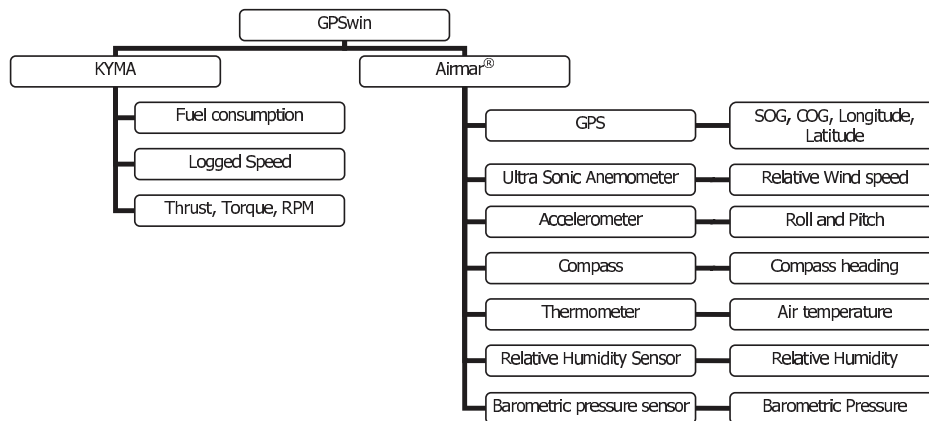 GPSwin
KYMA
Airmar®
Fuel consumption
Logged Speed
Thrust, Torque, RPM
GPS
SOG, COG, Longitude,
Latitude
Ultra Sonic Anemometer
Relative Wind speed
Accelerometer
Roll and Pitch
Compass
Compass heading
Thermometer
Air temperature
Relative Humidity Sensor
Relative Humidity
Barometric pressure sensor
Barometric Pressure